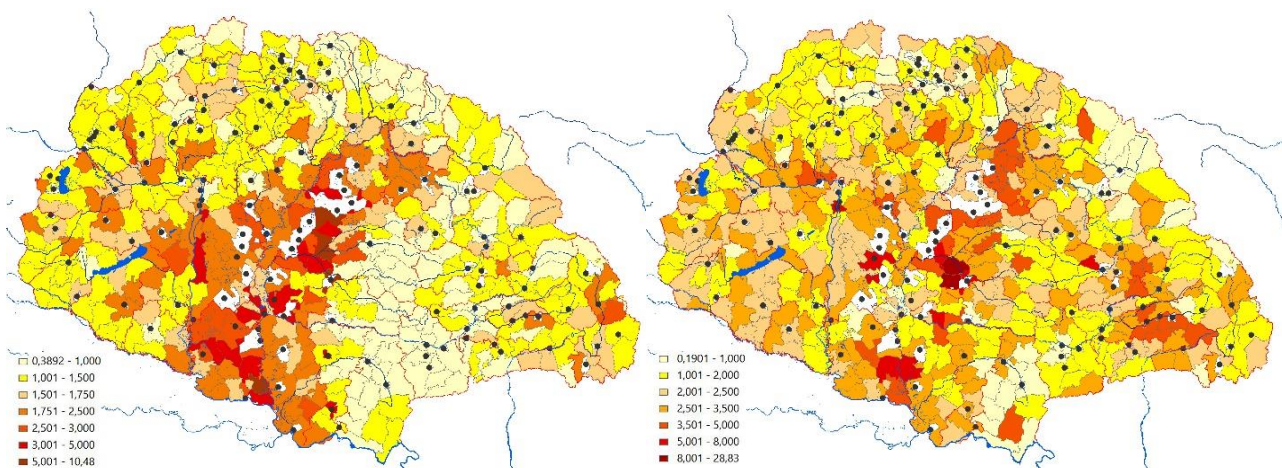 0,3892 - 1,000
1,001 - 1,500
1,501 - 1,750
1,751 - 2,500
2,501 - 3,000
3,001 - 5,000
5,001 - 10,48
0,1901 - 1,000
1,001 - 2,000
2,001 - 2,500
2,501 - 3,500
3,501 - 5,000
5,001 - 8,000
8,001 - 28,83